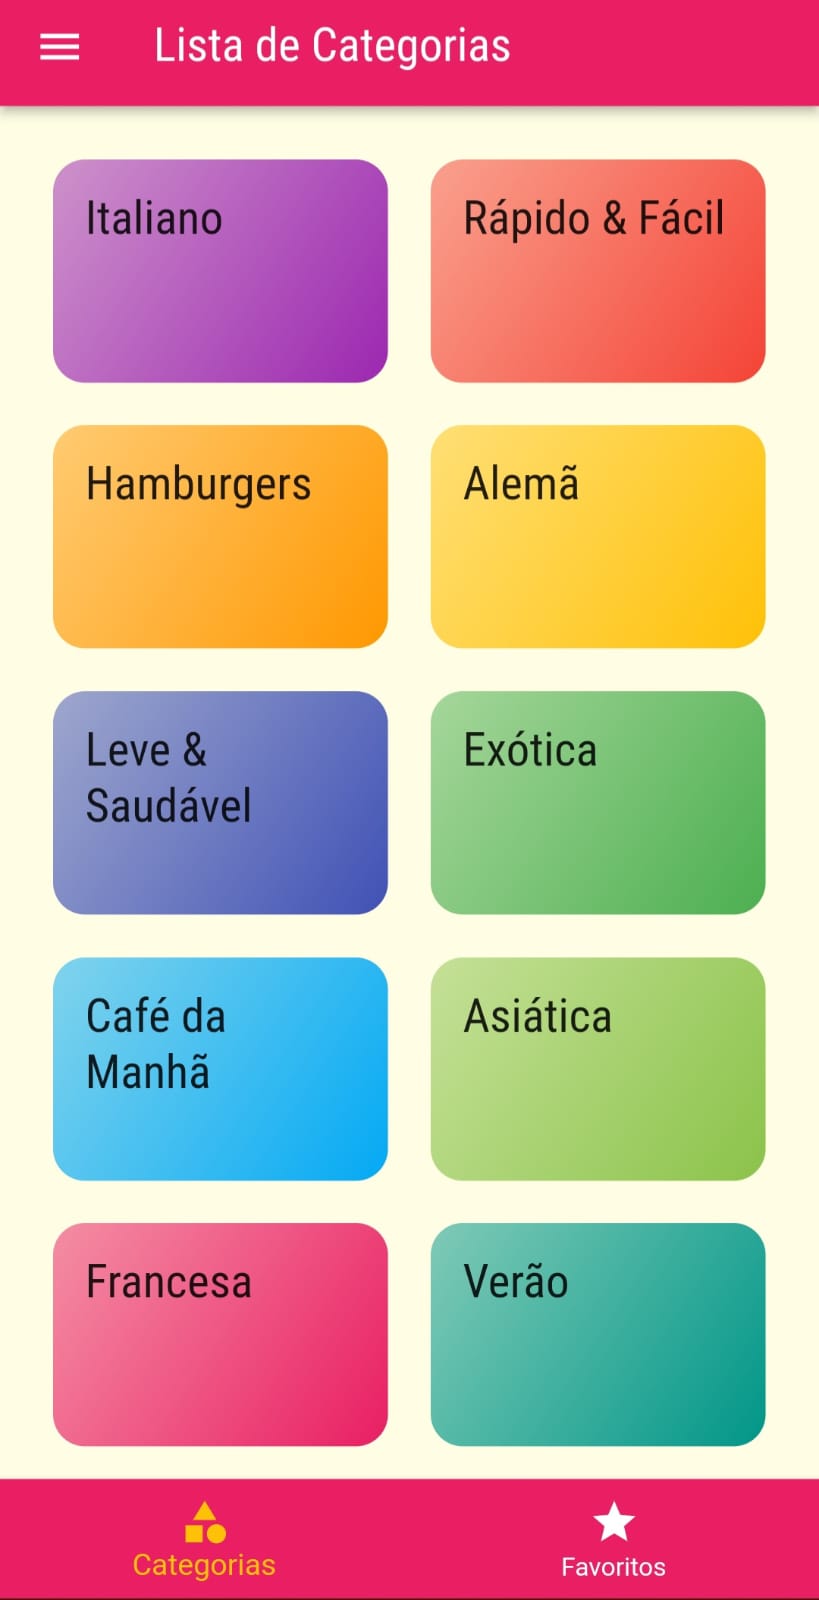 Lista de Categorias
Italiano
Rápido & Fácil
Hamburgers
Alemã
Leve &
Saudável
Exótica
Café da
Manhã
Asiática
Francesa
Verão
Categorias
Favoritos